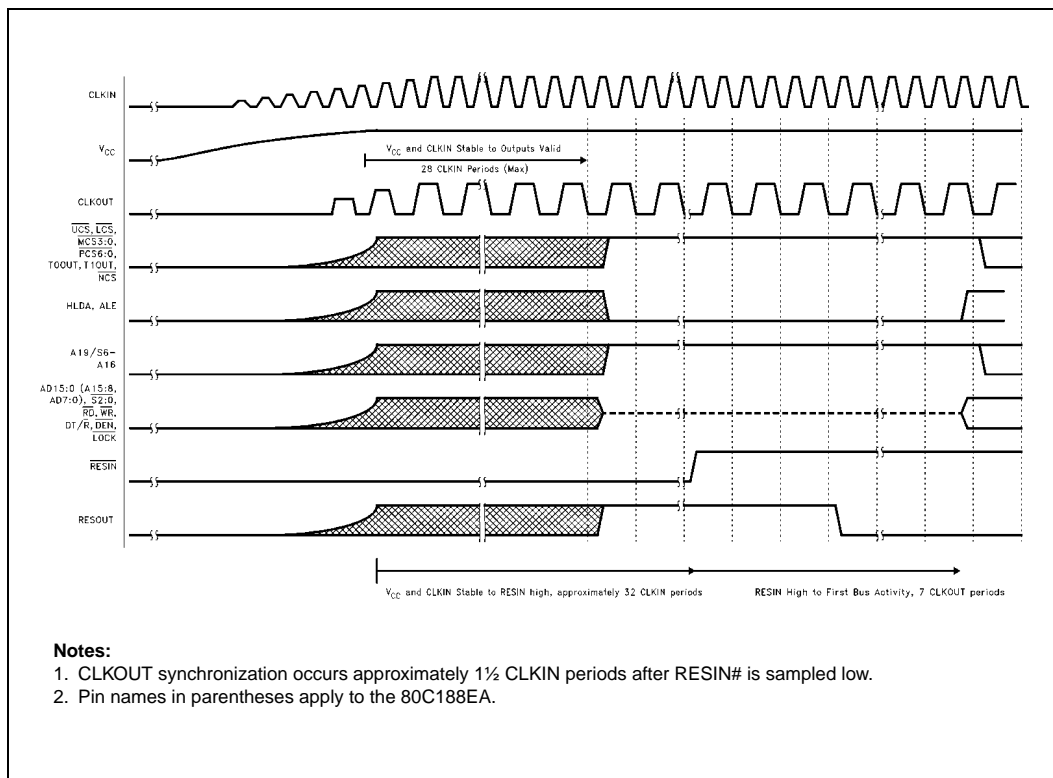 CLKIN
VCC
VCC and CLKIN Stable to Outputs Valid
28 CLKIN Periods (Max)
CLKOUT
UCS, LCS,
MCS3:0,
PCS6:0,
T0OUT, T1OUT,
NCS
HLDA, ALE
A19/S6-
A16
AD15:0 (A15:8,
AD7:0), S2:0,
RD, WR,
DT/R, DEN,
LOCK
RESIN
RESOUT
VCC and CLKIN Stable to RESIN high, approximately 32 CLKIN periods
RESIN High to First Bus Activity, 7 CLKOUT periods
Notes:
1. CLKOUT synchronization occurs approximately 1½ CLKIN periods after RESIN# is sampled low.
2. Pin names in parentheses apply to the 80C188EA.